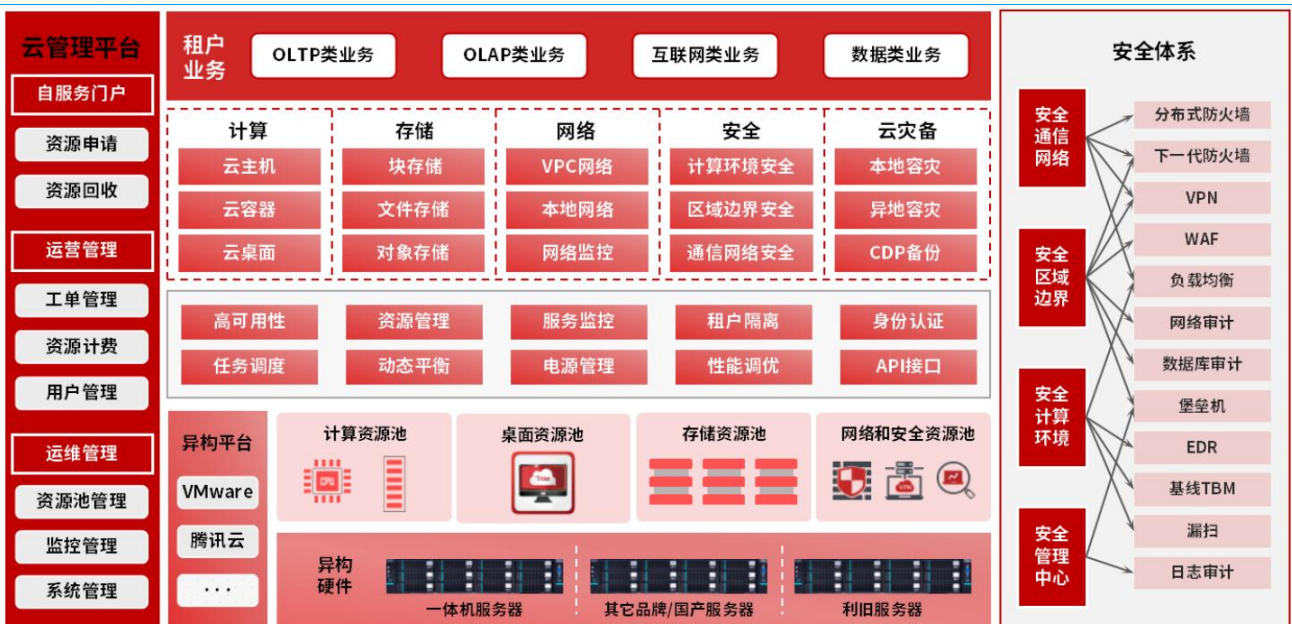 云管理平台
自服务门户
资源申请
资源回收
运营管理
工单管理
资源计费
用户管理
运维管理
资源池管理
监控管理
系统管理
租户
业务
OLTP类业务
OLAP类业务
互联网类业务
数据类业务
计算
存储
网络
安全
云灾备
云主机
块存储
VPC网络
计算环境安全
本地容灾
云容器
文件存储
本地网络
区域边界安全
异地容灾
云桌面
对象存储
网络监控
通信网络安全
CDP备份
高可用性
资源管理
服务监控
租户隔离
身份认证
任务调度
动态平衡
电源管理
性能调优
API接口
异构平台
VMware
腾讯云
...
计算资源池
CPU
桌面资源池
存储资源池
网络和安全资源池
VPN
异构
硬件
一体机服务器
其它品牌/国产服务器
利旧服务器
安全体系
安全
通信
网络
安全
区域
边界
安全
计算
环境
安全
管理
中心
分布式防火墙
下一代防火墙
VPN
WAF
负载均衡
网络审计
数据库审计
堡垒机
EDR
基线TBM
漏扫
日志审计